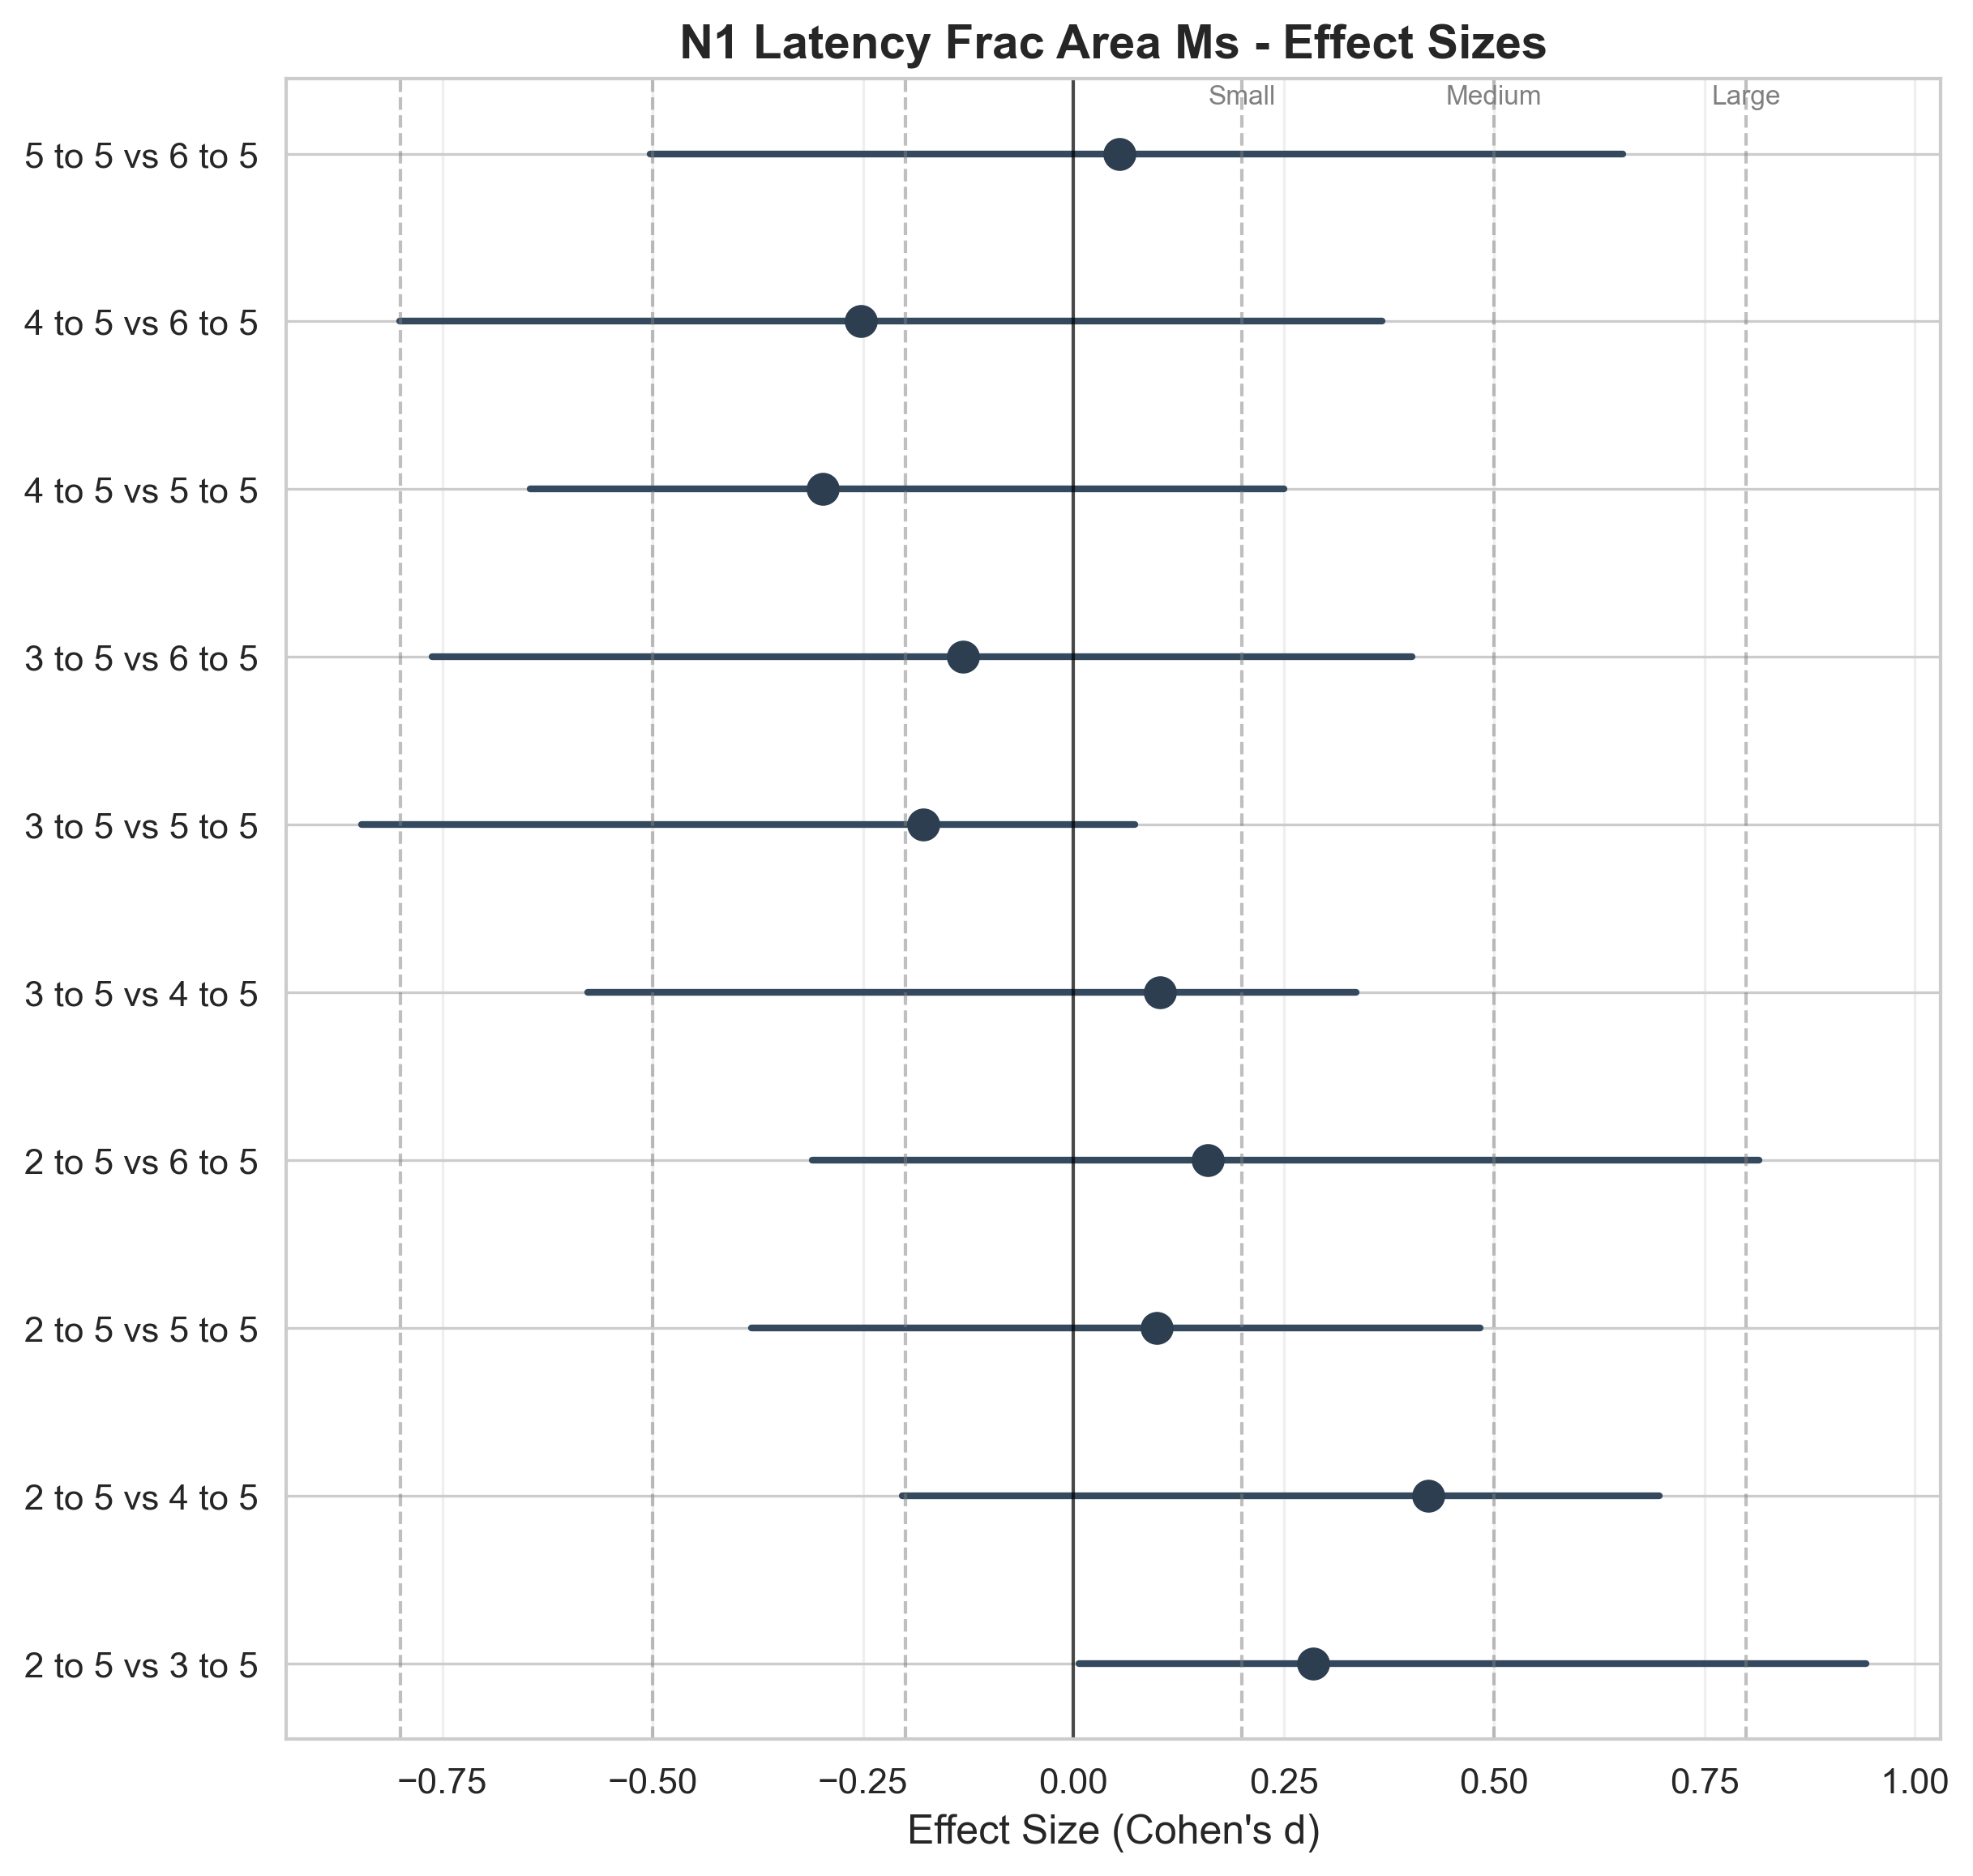 N1 Latency Frac Area Ms - Effect Sizes
Small Medium Large
5 to 5 vs 6 to 5
4 to 5 vs 6 to 5
4 to 5 vs 5 to 5
3 to 5 vs 6 to 5
3 to 5 vs 5 to 5
3 to 5 vs 4 to 5
2 to 5 vs 6 to 5
2 to 5 vs 5 to 5
2 to 5 vs 4 to 5
2 to 5 vs 3 to 5
−0.75 −0.50 −0.25 0.00 0.25 0.50 0.75 1.00
Effect Size (Cohen's d)